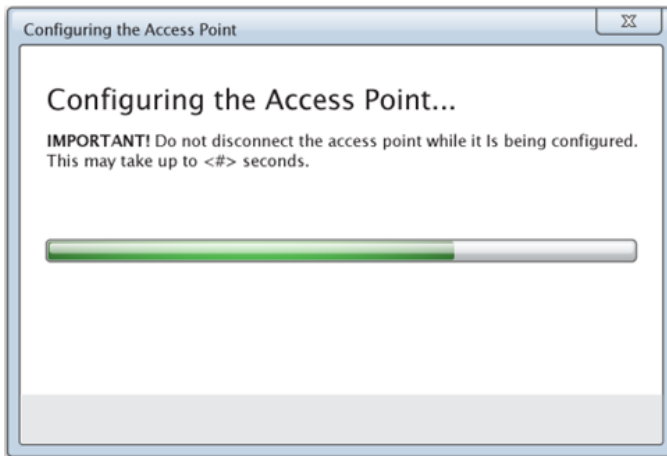 Configuring the Access Point
X
Configuring the Access Point...
IMPORTANT! Do not disconnect the access point while it Is being configured.
This may take up to <#> seconds.